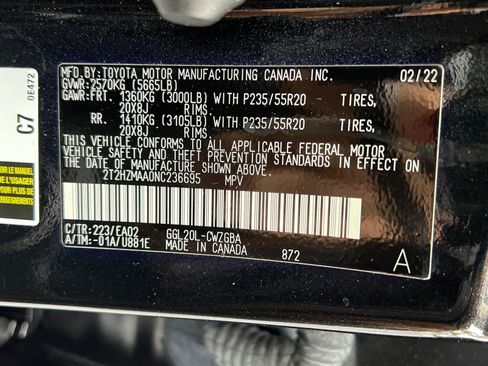 MFD. BY: TOYOTA MOTOR MANUFACTURING CANADA INC. 02/22
GVWR: 2570KG (5665LB)
GAWR: FRT. 1360KG (3000LB) WITH P235/55R20 TIRES,
20X8J RIMS,
RR. 1410KG (3105LB) WITH P235/55R20 TIRES,
20X8J RIMS,
THIS VEHICLE CONFORMS TO ALL APPLICABLE FEDERAL MOTOR
VEHICLE SAFETY AND THEFT PREVENTION STANDARDS IN EFFECT ON
THE DATE OF MANUFACTURE SHOWN ABOVE.
2T2HZMAA0NC236695 MPV
C/TR: 223/EA02 GGL20L-CWZGBA
A/TM: -01A/U881E MADE IN CANADA 872 A
C7
0E472
DE L'USAGER